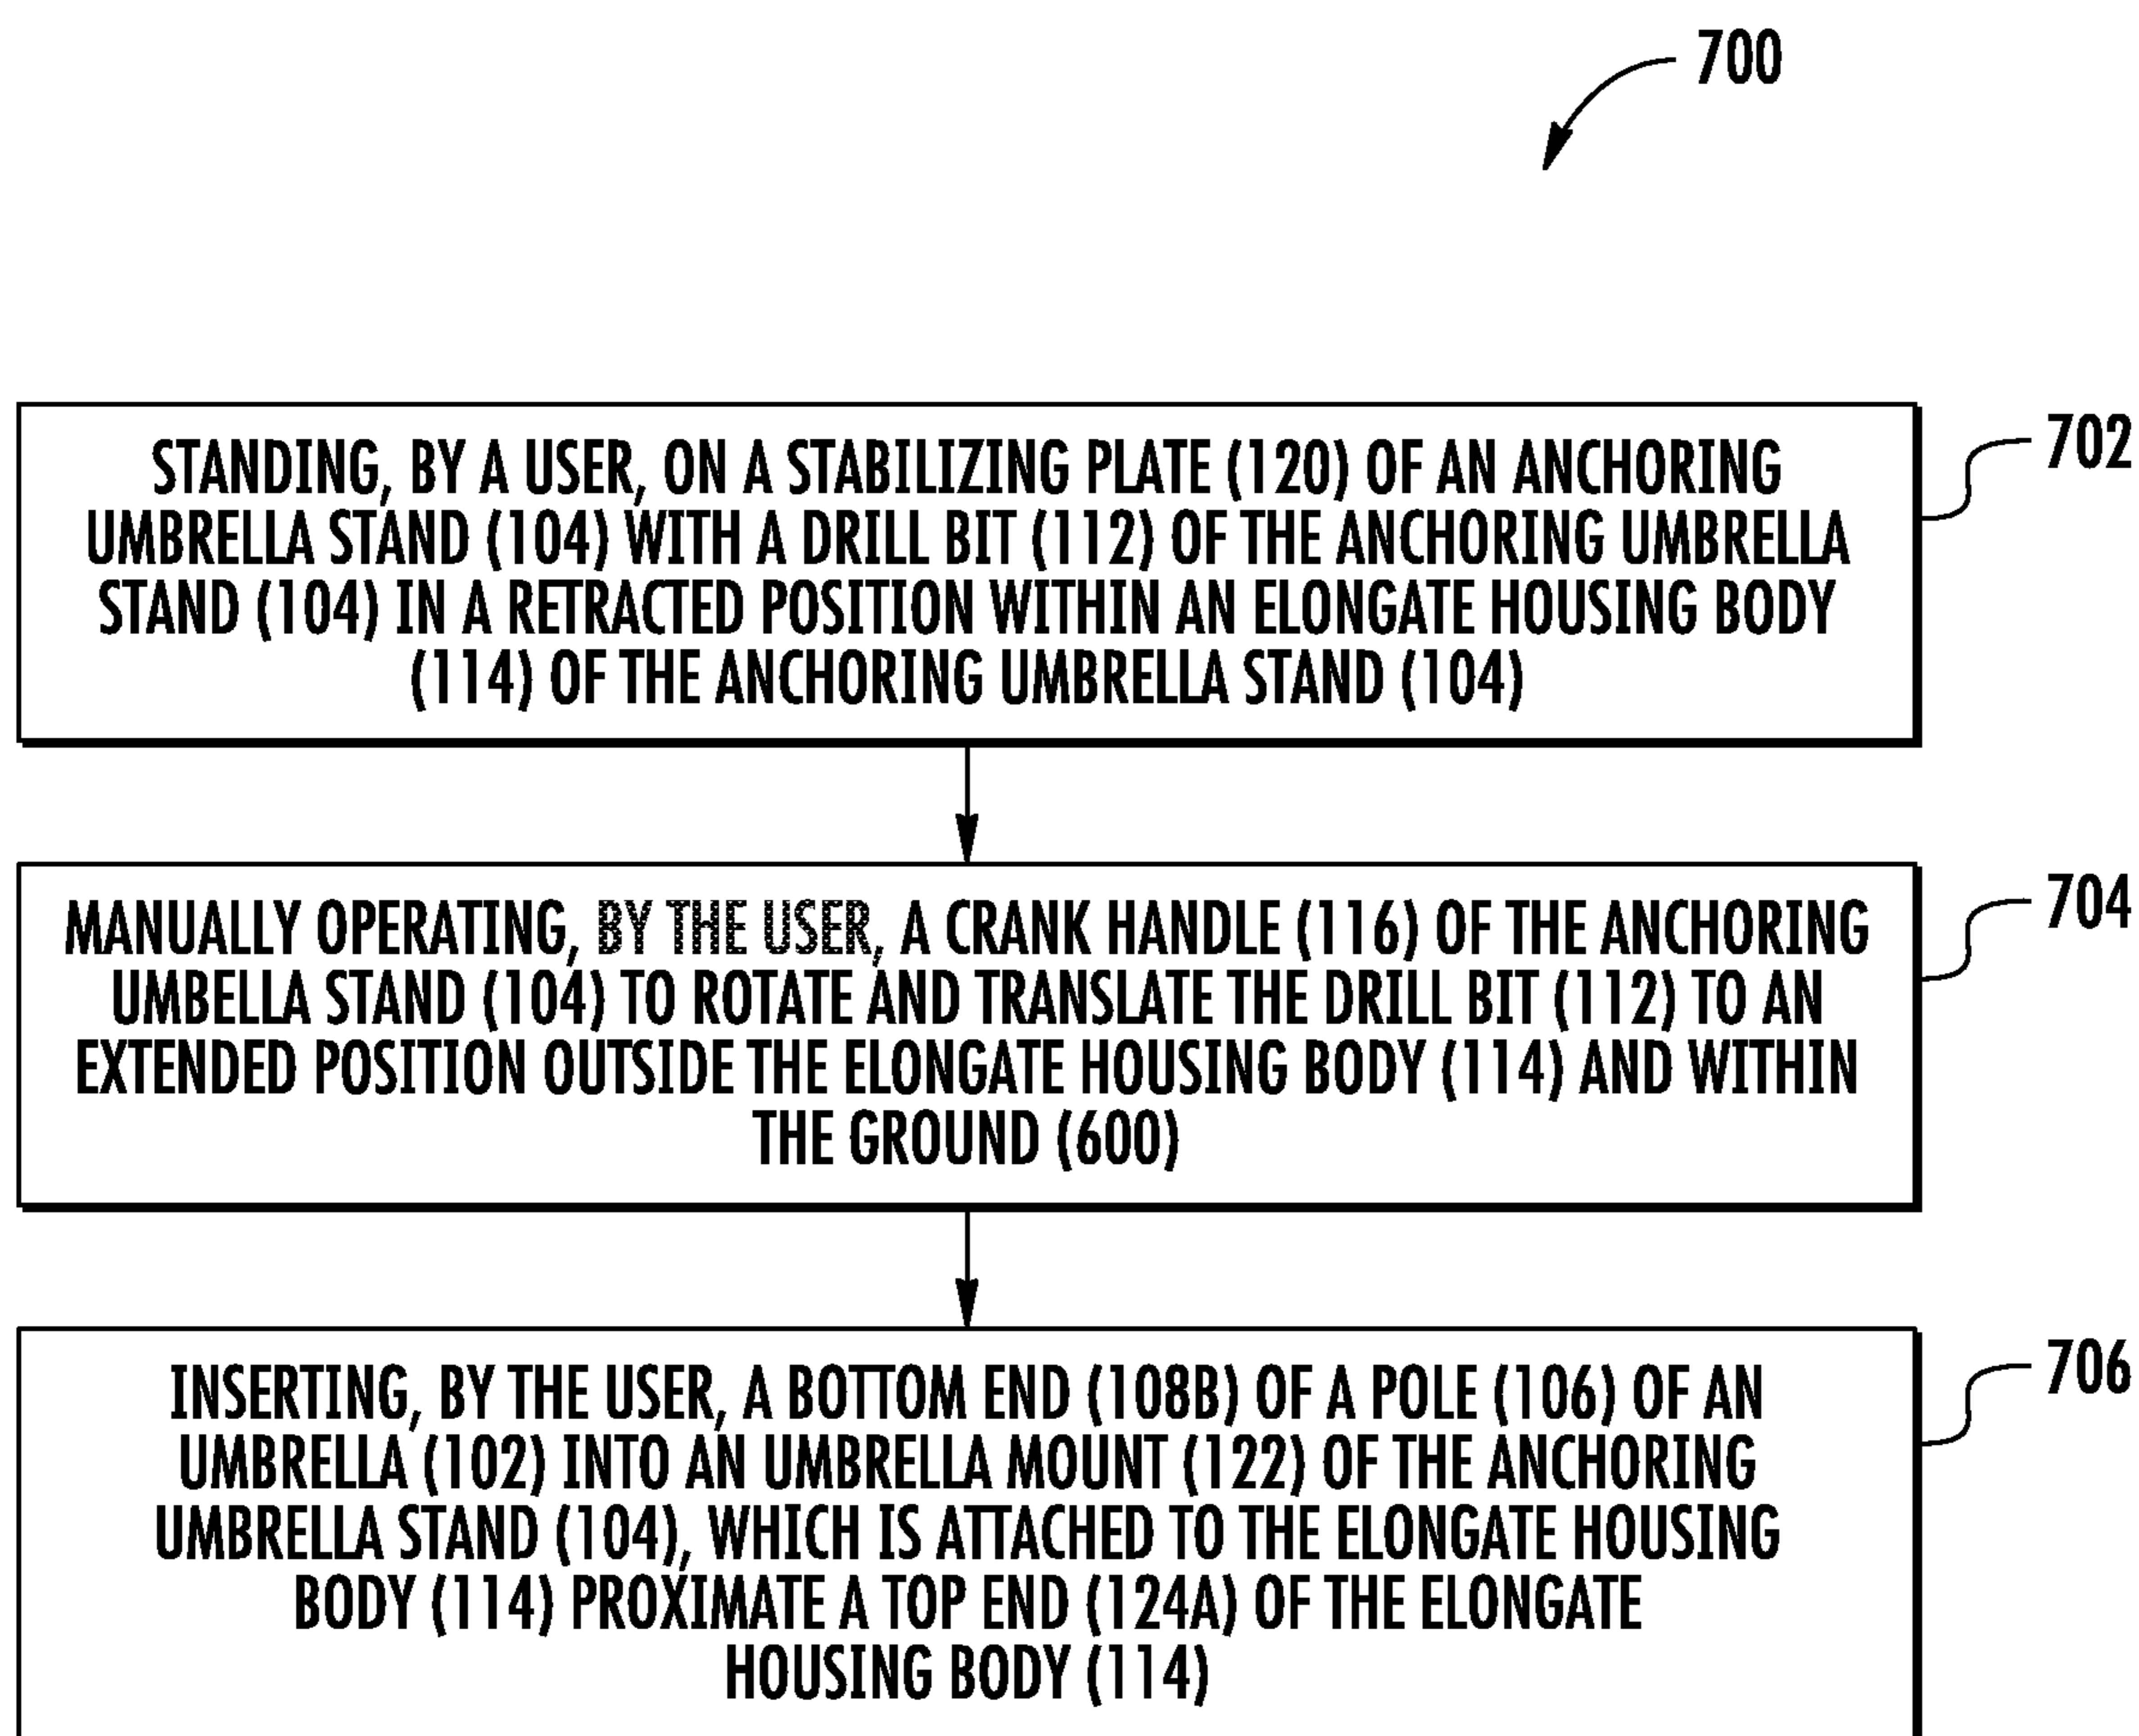 700
STANDING, BY A USER, ON A STABILIZING PLATE (120) OF AN ANCHORING
UMBRELLA STAND (104) WITH A DRILL BIT (112) OF THE ANCHORING UMBRELLA
STAND (104) IN A RETRACTED POSITION WITHIN AN ELONGATE HOUSING BODY
(114) OF THE ANCHORING UMBRELLA STAND (104)
702
MANUALLY OPERATING, BY THE USER, A CRANK HANDLE (116) OF THE ANCHORING
UMBELLA STAND (104) TO ROTATE AND TRANSLATE THE DRILL BIT (112) TO AN
EXTENDED POSITION OUTSIDE THE ELONGATE HOUSING BODY (114) AND WITHIN
THE GROUND (600)
704
INSERTING, BY THE USER, A BOTTOM END (108B) OF A POLE (106) OF AN
UMBRELLA (102) INTO AN UMBRELLA MOUNT (122) OF THE ANCHORING
UMBRELLA STAND (104), WHICH IS ATTACHED TO THE ELONGATE HOUSING
BODY (114) PROXIMATE A TOP END (124A) OF THE ELONGATE
HOUSING BODY (114)
706